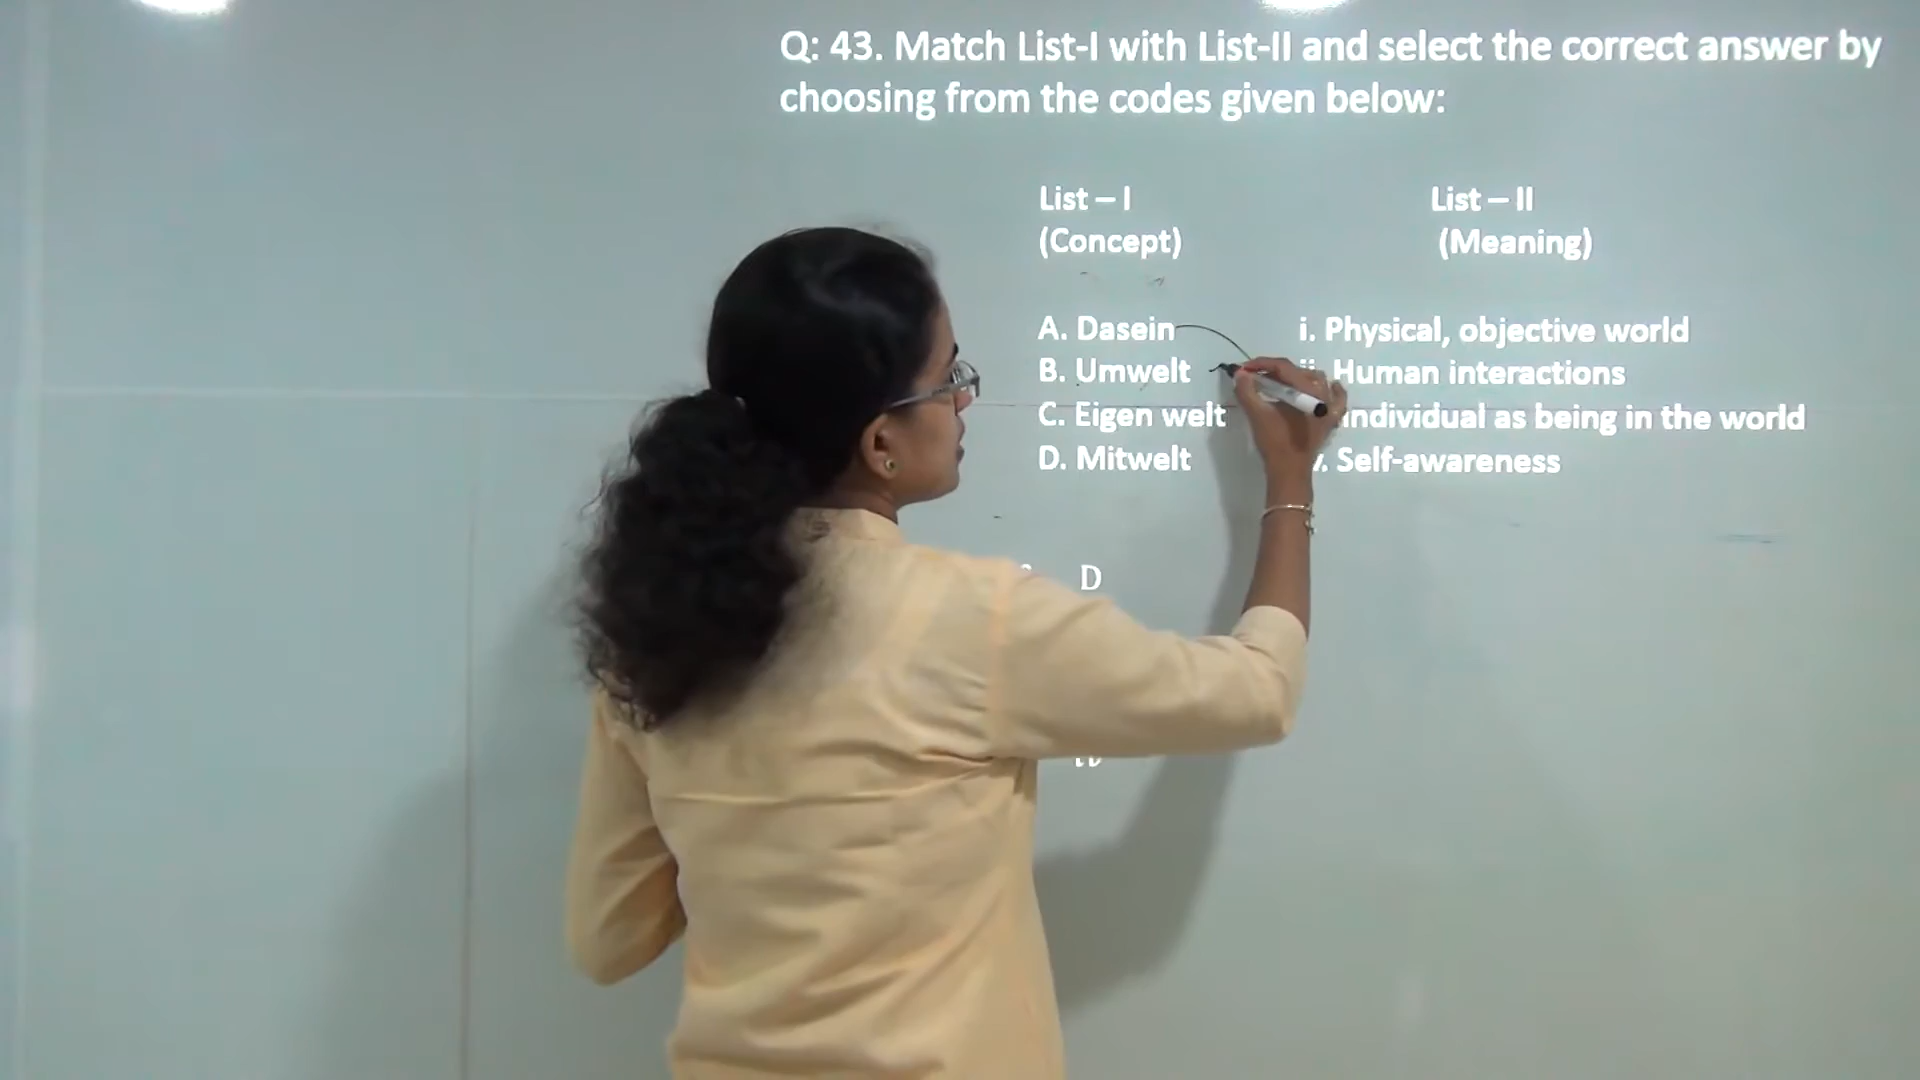 Q: 43. Match List-I with List-II and select the correct answer by
choosing from the codes given below:
List – I
List – II
(Concept)
(Meaning)
A. Dasein
i. Physical, objective world
B. Umwelt
Human interactions
C. Eigen welt
individual as being in the world
D. Mitwelt
Self-awareness
D